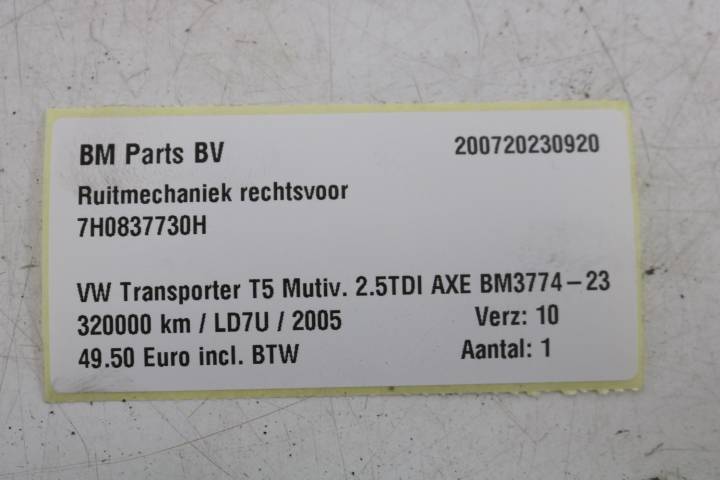 BM Parts BV 200720230920
Ruitmechaniek rechtsvoor
7H0837730H
VW Transporter T5 Mutiv. 2.5TDI AXE BM3774-23
320000 km / LD7U / 2005 Verz: 10
49.50 Euro incl. BTW Aantal: 1